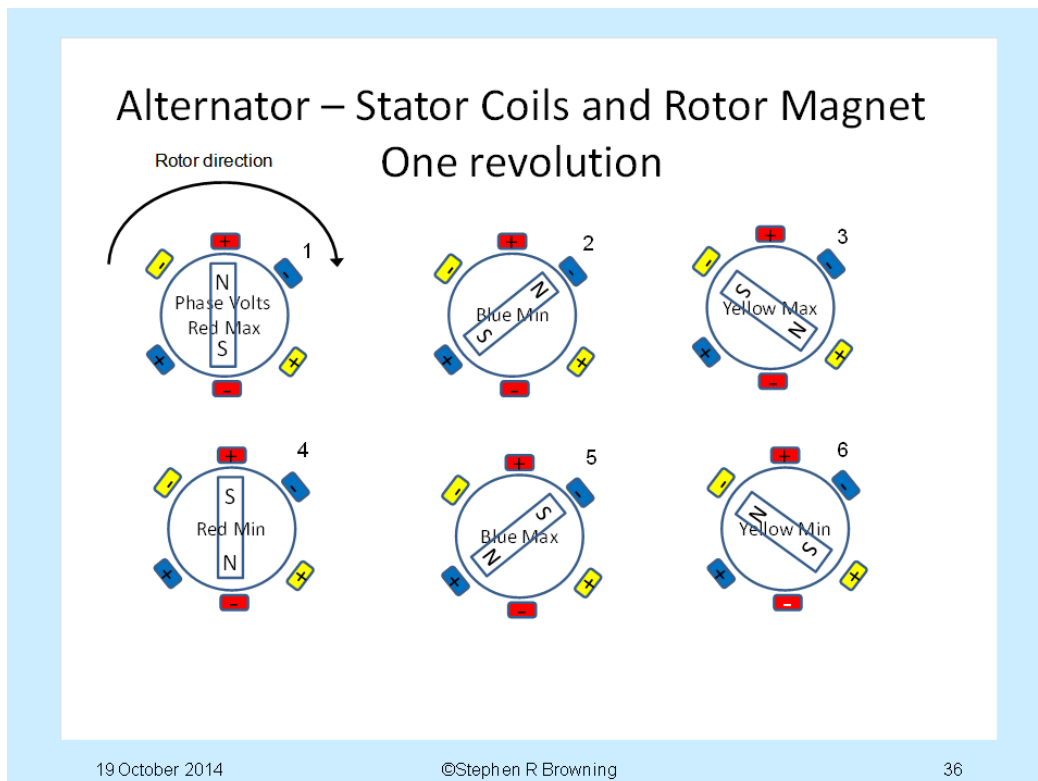 Alternator – Stator Coils and Rotor Magnet
One revolution
Rotor direction
1
+
-
-
N
Phase Volts
Red Max
S
+
+
-
2
+
-
-
N
Blue Min
S
+
+
-
3
+
-
-
S
Yellow Max
N
+
+
-
4
+
-
-
S
Red Min
N
+
+
-
5
+
-
-
S
Blue Max
N
+
+
-
6
+
-
-
N
Yellow Min
S
+
+
-
19 October 2014
©Stephen R Browning
36